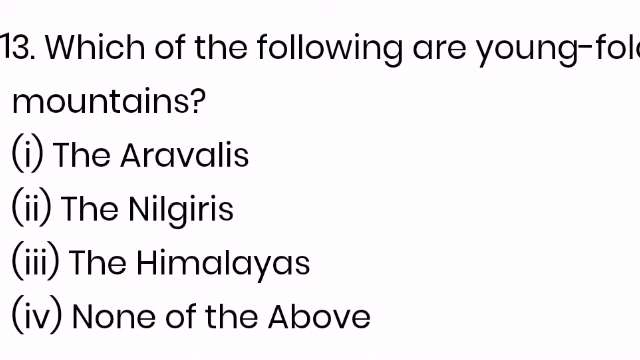 13. Which of the following are young-fold
mountains?
(i) The Aravalis
(ii) The Nilgiris
(iii) The Himalayas
(iv) None of the Above